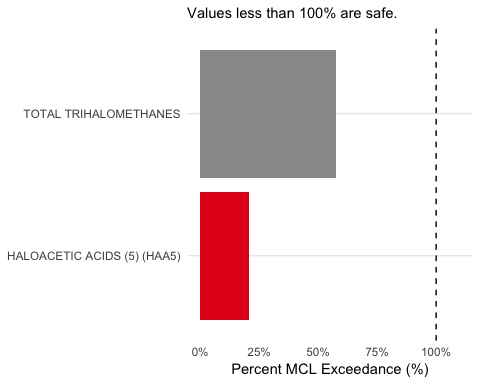 Values less than 100% are safe.
TOTAL TRIHALOMETHANES
HALOACETIC ACIDS (5) (HAA5)
0% 25% 50% 75% 100%
Percent MCL Exceedance (%)